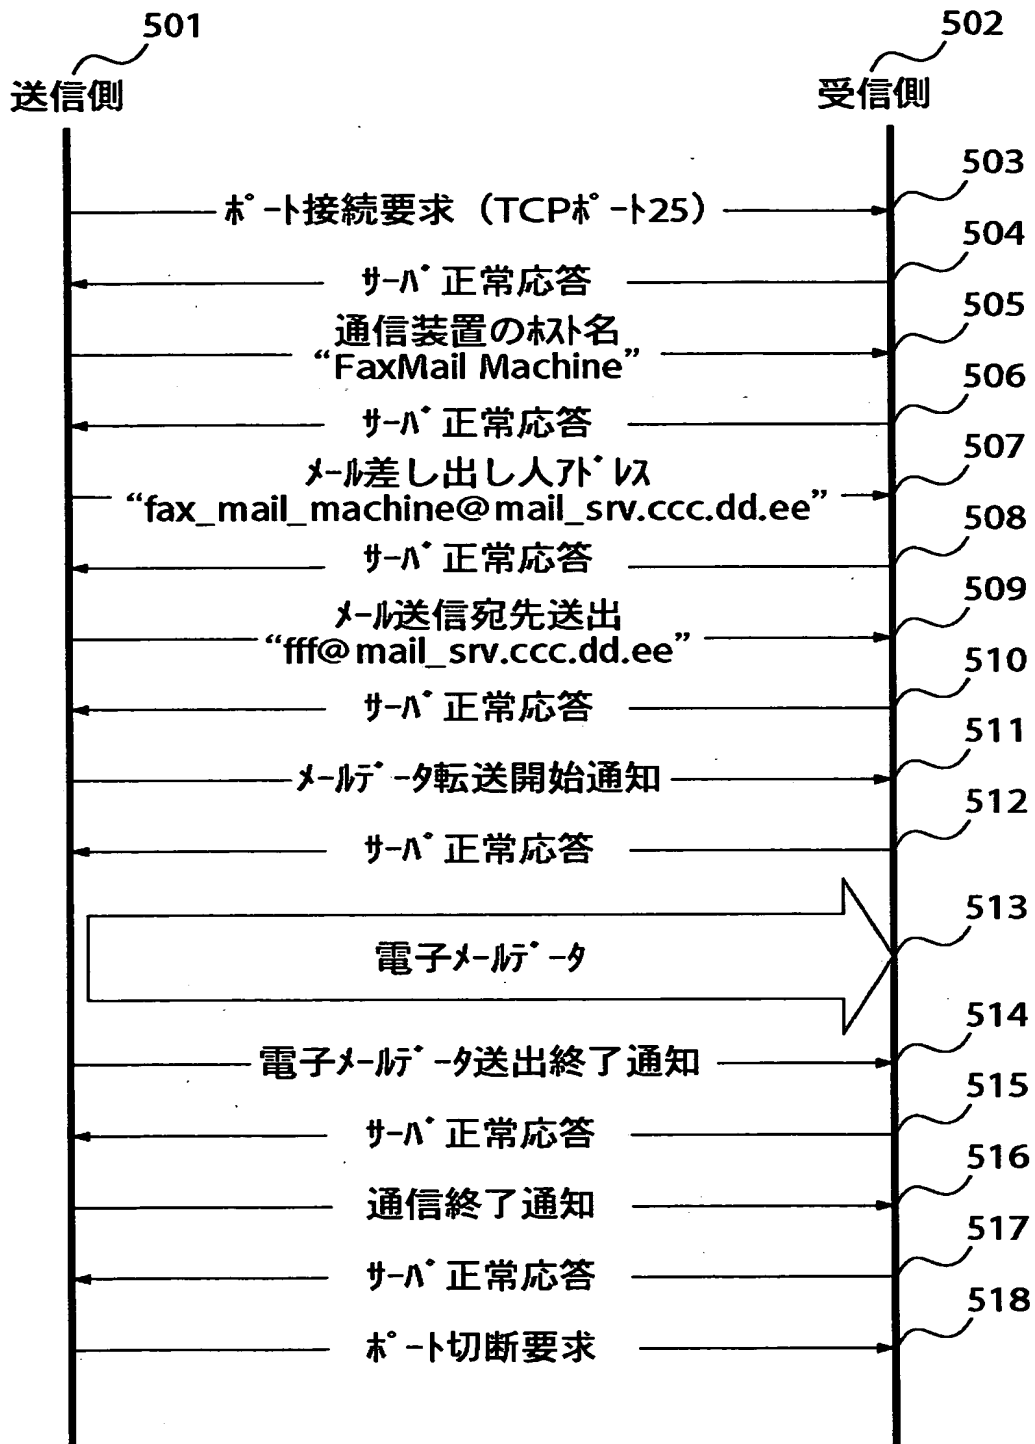 501
502
送信側
受信側
503
ﾎﾟｰﾄ接続要求（TCPﾎﾟｰﾄ25）
504
ｻｰﾊﾞ正常応答
505
通信装置のﾎｽﾄ名
“FaxMail Machine”
506
ｻｰﾊﾞ正常応答
507
ﾒｰﾙ差し出し人ｱﾄﾞﾚｽ
“fax_mail_machine@mail_srv.ccc.dd.ee”
508
ｻｰﾊﾞ正常応答
509
ﾒｰﾙ送信宛先送出
“fff@mail_srv.ccc.dd.ee”
510
ｻｰﾊﾞ正常応答
511
ﾒｰﾙﾃﾞｰﾀ転送開始通知
512
ｻｰﾊﾞ正常応答
513
電子ﾒｰﾙﾃﾞｰﾀ
514
電子ﾒｰﾙﾃﾞｰﾀ送出終了通知
515
ｻｰﾊﾞ正常応答
516
通信終了通知
517
ｻｰﾊﾞ正常応答
518
ﾎﾟｰﾄ切断要求